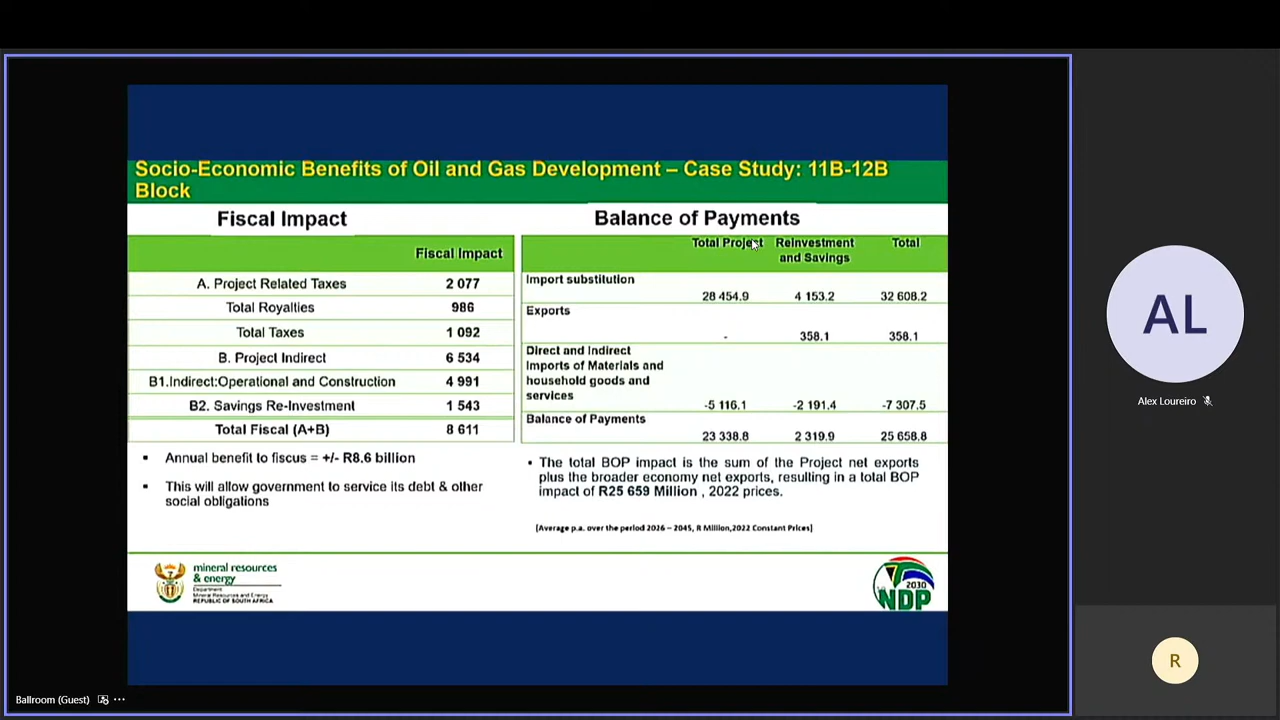 Socio-Economic Benefits of Oil and Gas Development – Case Study: 11B-12B
Block
Fiscal Impact
Fiscal Impact
A. Project Related Taxes 2 077
Total Royalties 986
Total Taxes 1 092
B. Project Indirect 6 534
B1.Indirect:Operational and Construction 4 991
B2. Savings Re-Investment 1 543
Total Fiscal (A+B) 8 611
▪ Annual benefit to fiscus = +/- R8.6 billion
▪ This will allow government to service its debt & other
social obligations
Balance of Payments
Total Project Reinvestment Total
and Savings
Import substitution
28 454.9 4 153.2 32 608.2
Exports
- 358.1 358.1
Direct and Indirect
Imports of Materials and
household goods and
services
-5 116.1 -2 191.4 -7 307.5
Balance of Payments
23 338.8 2 319.9 25 658.8
• The total BOP impact is the sum of the Project net exports
plus the broader economy net exports, resulting in a total BOP
impact of R25 659 Million , 2022 prices.
[Average p.a. over the period 2026 – 2045, R Million,2022 Constant Prices]
mineral resources
& energy
Department:
Mineral Resources and Energy
REPUBLIC OF SOUTH AFRICA
2030
NDP
AL
Alex Loureiro
R
Ballroom (Guest)